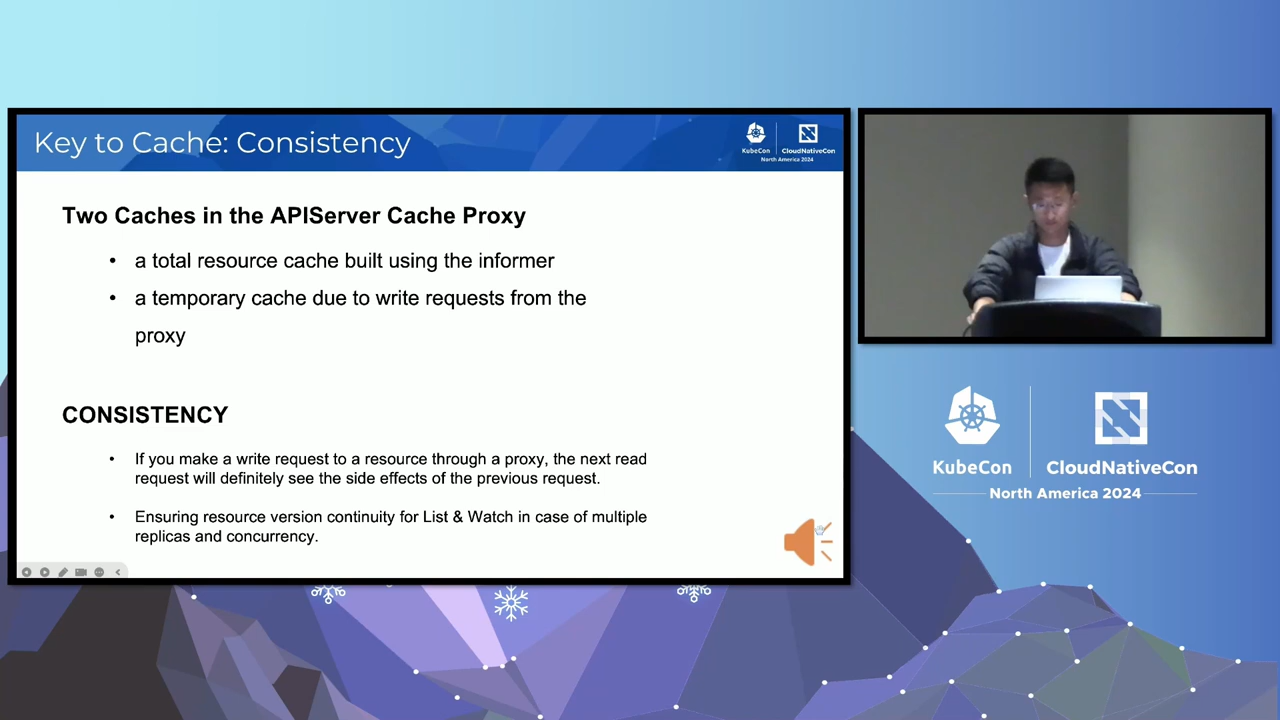 Key to Cache: Consistency
KubeCon
CloudNativeCon
North America 2024
Two Caches in the APIServer Cache Proxy
• a total resource cache built using the informer
• a temporary cache due to write requests from the
proxy
CONSISTENCY
• If you make a write request to a resource through a proxy, the next read
request will definitely see the side effects of the previous request.
• Ensuring resource version continuity for List & Watch in case of multiple
replicas and concurrency.
KubeCon
CloudNativeCon
North America 2024